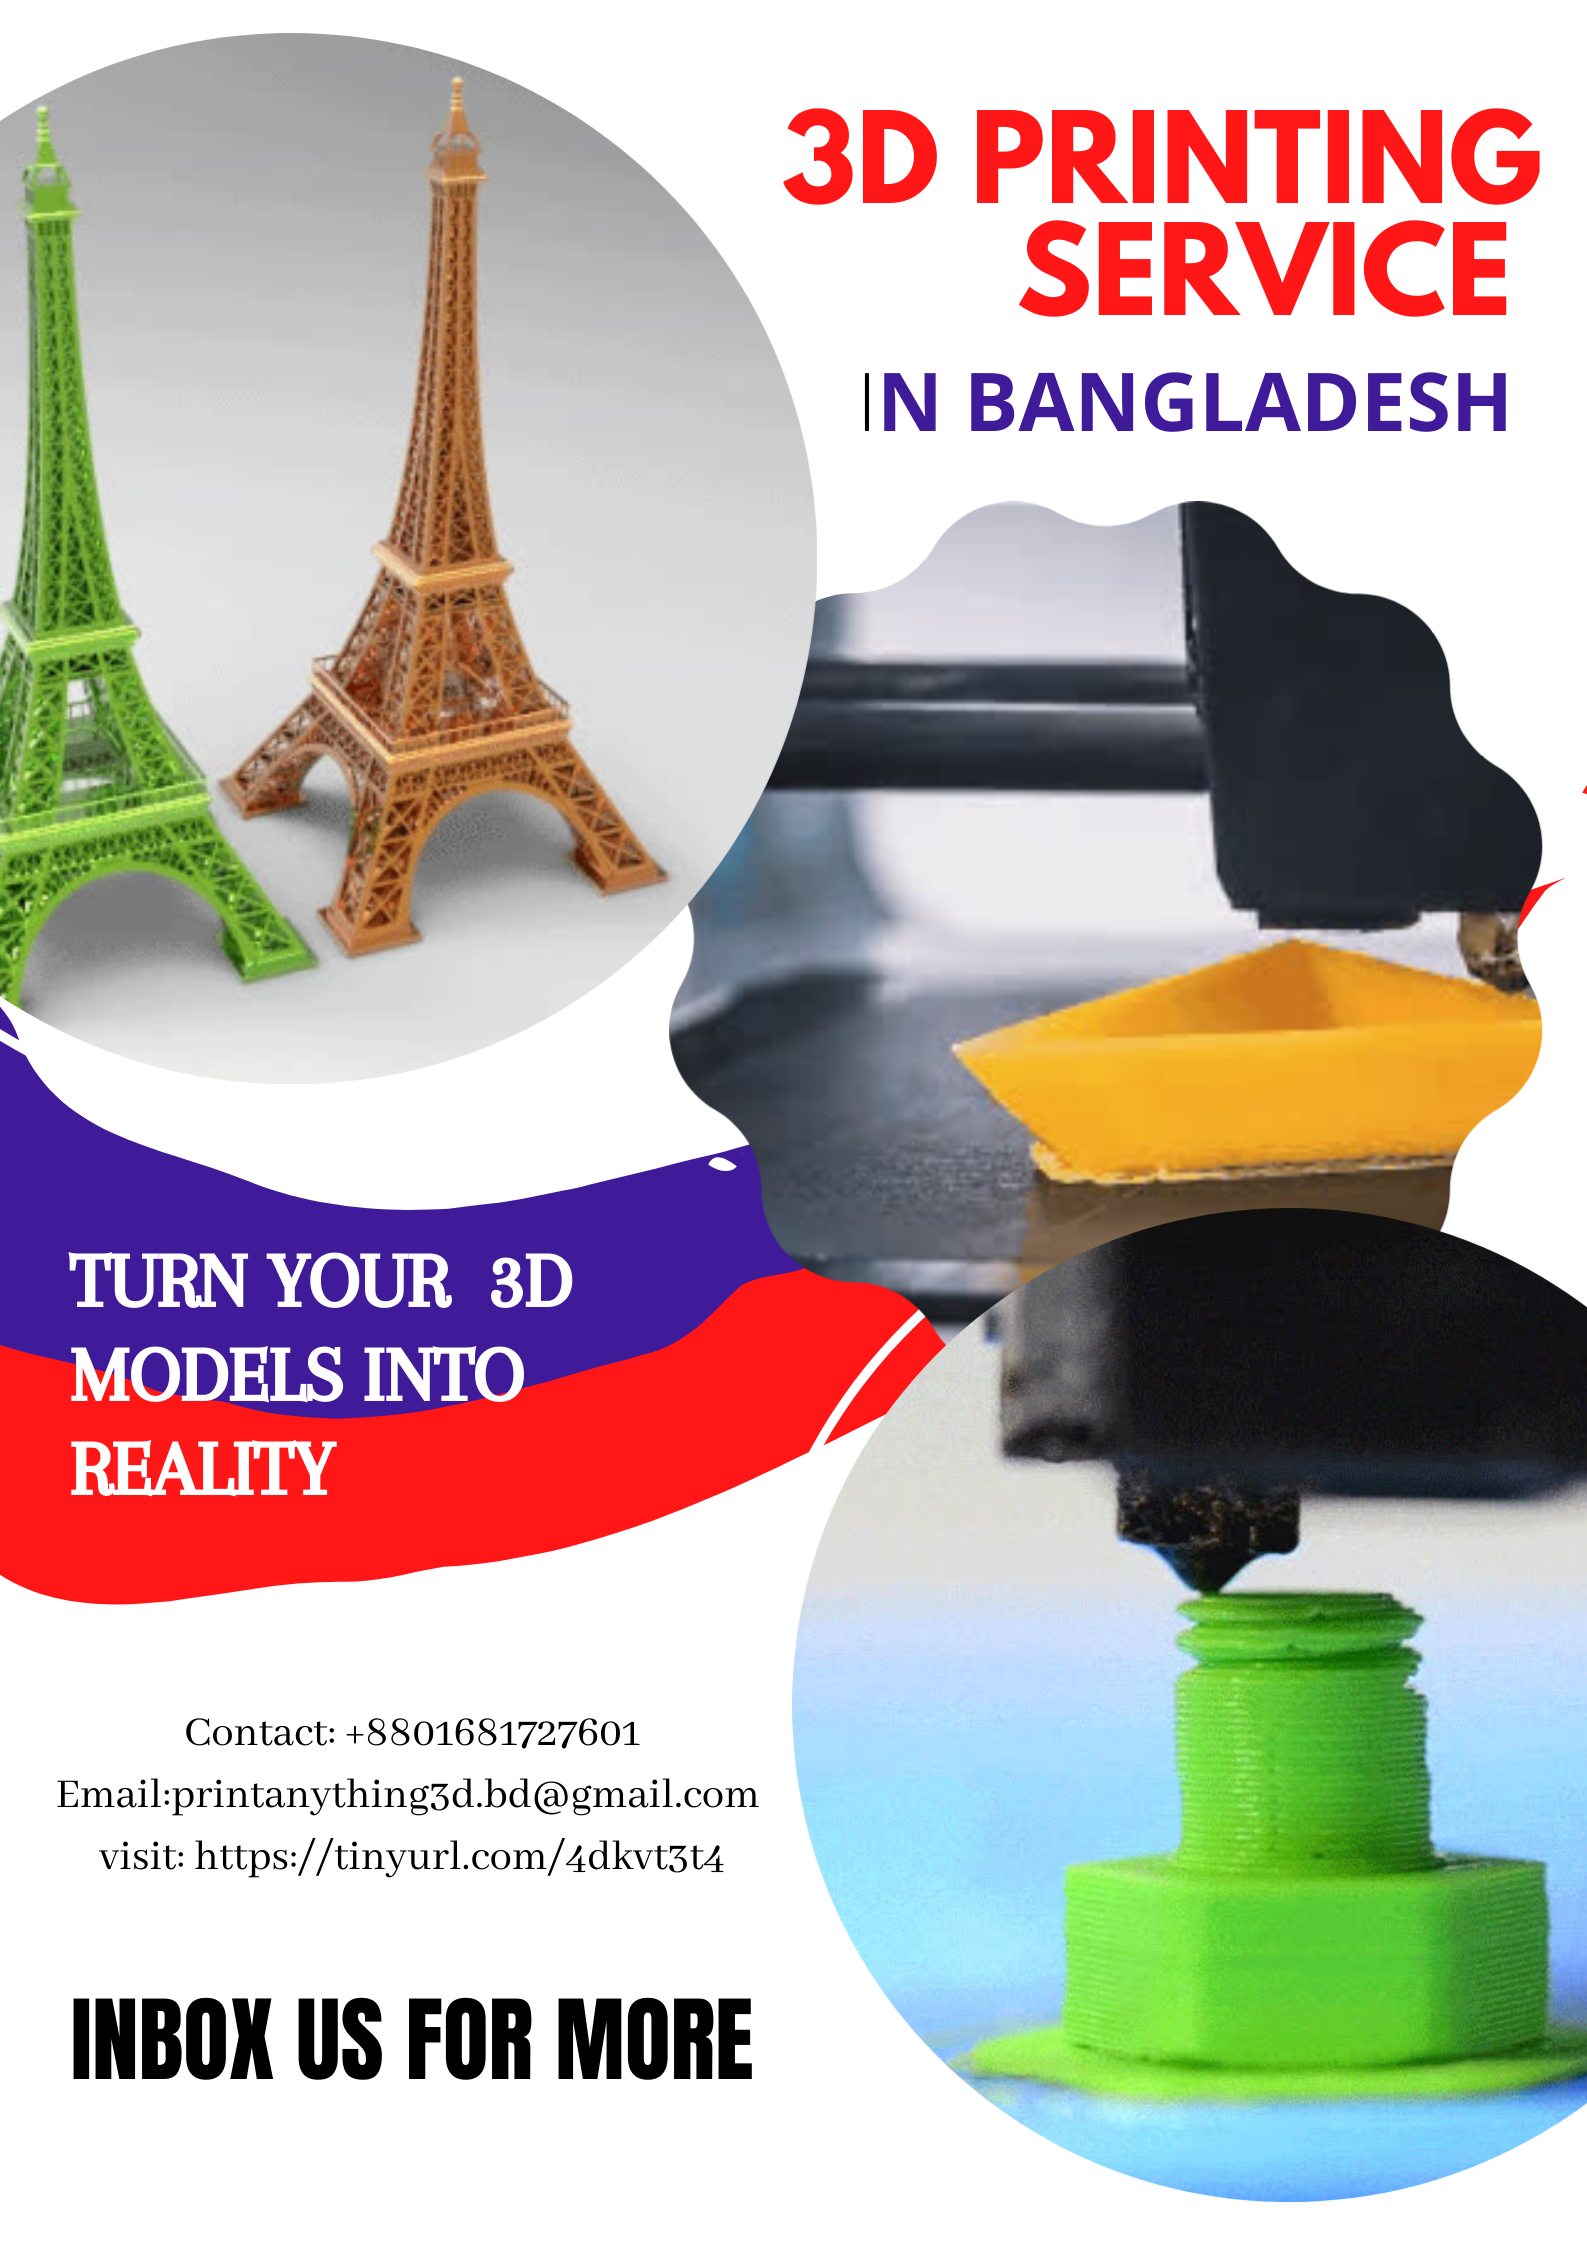 3D PRINTING
SERVICE
IN BANGLADESH
TURN YOUR 3D
MODELS INTO
REALITY
Contact: +8801681727601
Email:printanything3d.bd@gmail.com
visit: https://tinyurl.com/4dkvt3t4
INBOX US FOR MORE